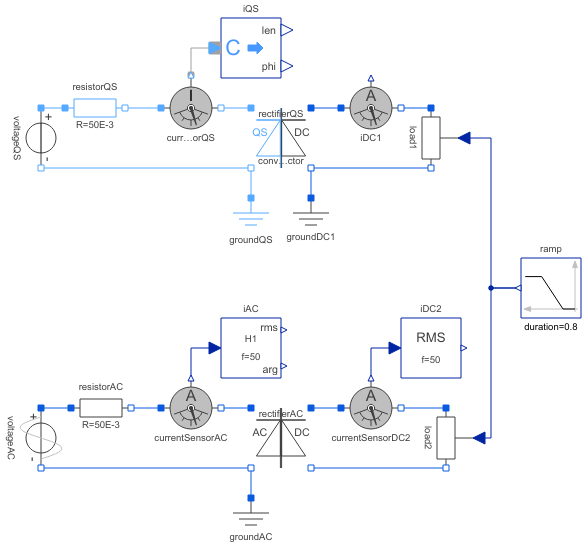 iQS
len
C
phi
resistorQS
R=50E-3
voltageQS
+
-
I
curr...orQS
rectifierQS
QS
DC
conv...ctor
A
iDC1
load1
groundQS
groundDC1
ramp
duration=0.8
iAC
rms
H1
f=50
arg
iDC2
RMS
f=50
resistorAC
R=50E-3
voltageAC
+
-
A
currentSensorAC
rectifierAC
AC
DC
A
currentSensorDC2
load2
groundAC